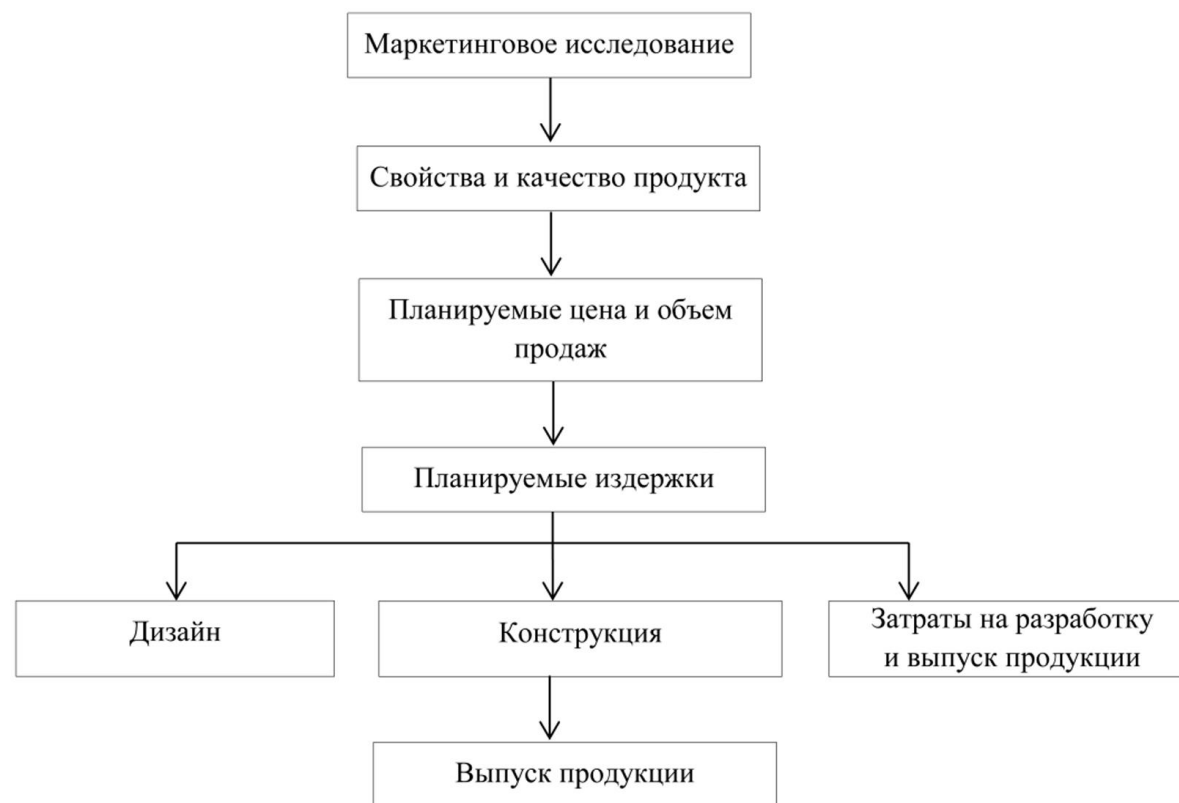 Маркетинговое исследование
Свойства и качество продукта
Планируемые цена и объем
продаж
Планируемые издержки
Дизайн
Конструкция
Затраты на разработку
и выпуск продукции
Выпуск продукции